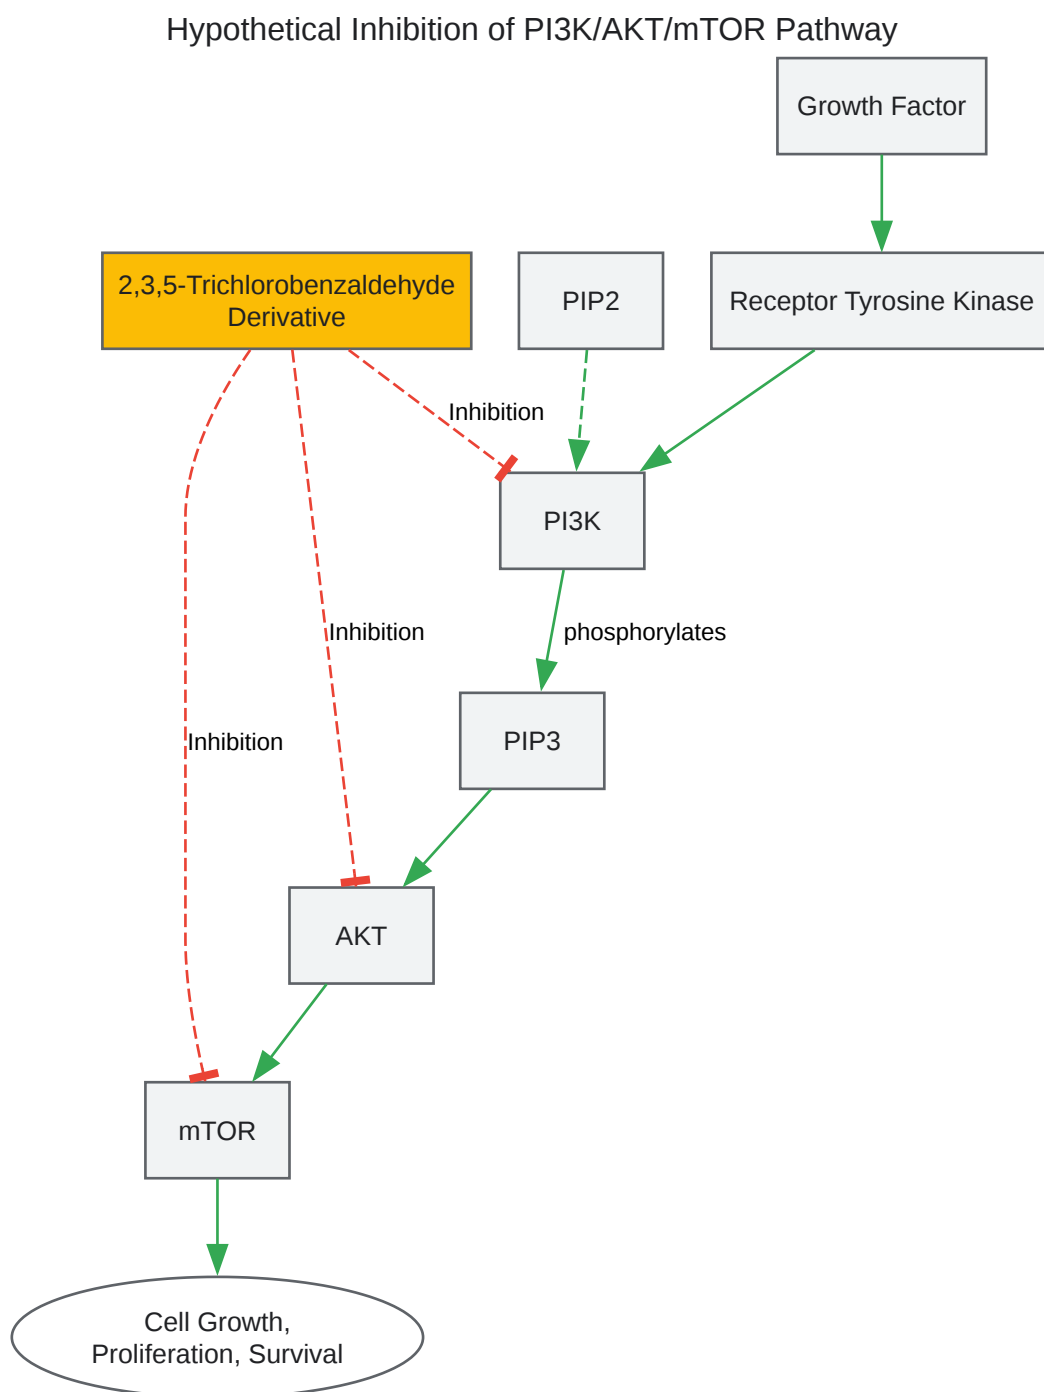 Hypothetical Inhibition of PI3K/AKT/mTOR Pathway
Growth Factor
2,3,5-Trichlorobenzaldehyde
Derivative
PIP2
Receptor Tyrosine Kinase
Inhibition
PI3K
Inhibition
phosphorylates
Inhibition
PIP3
AKT
mTOR
Cell Growth,
Proliferation, Survival